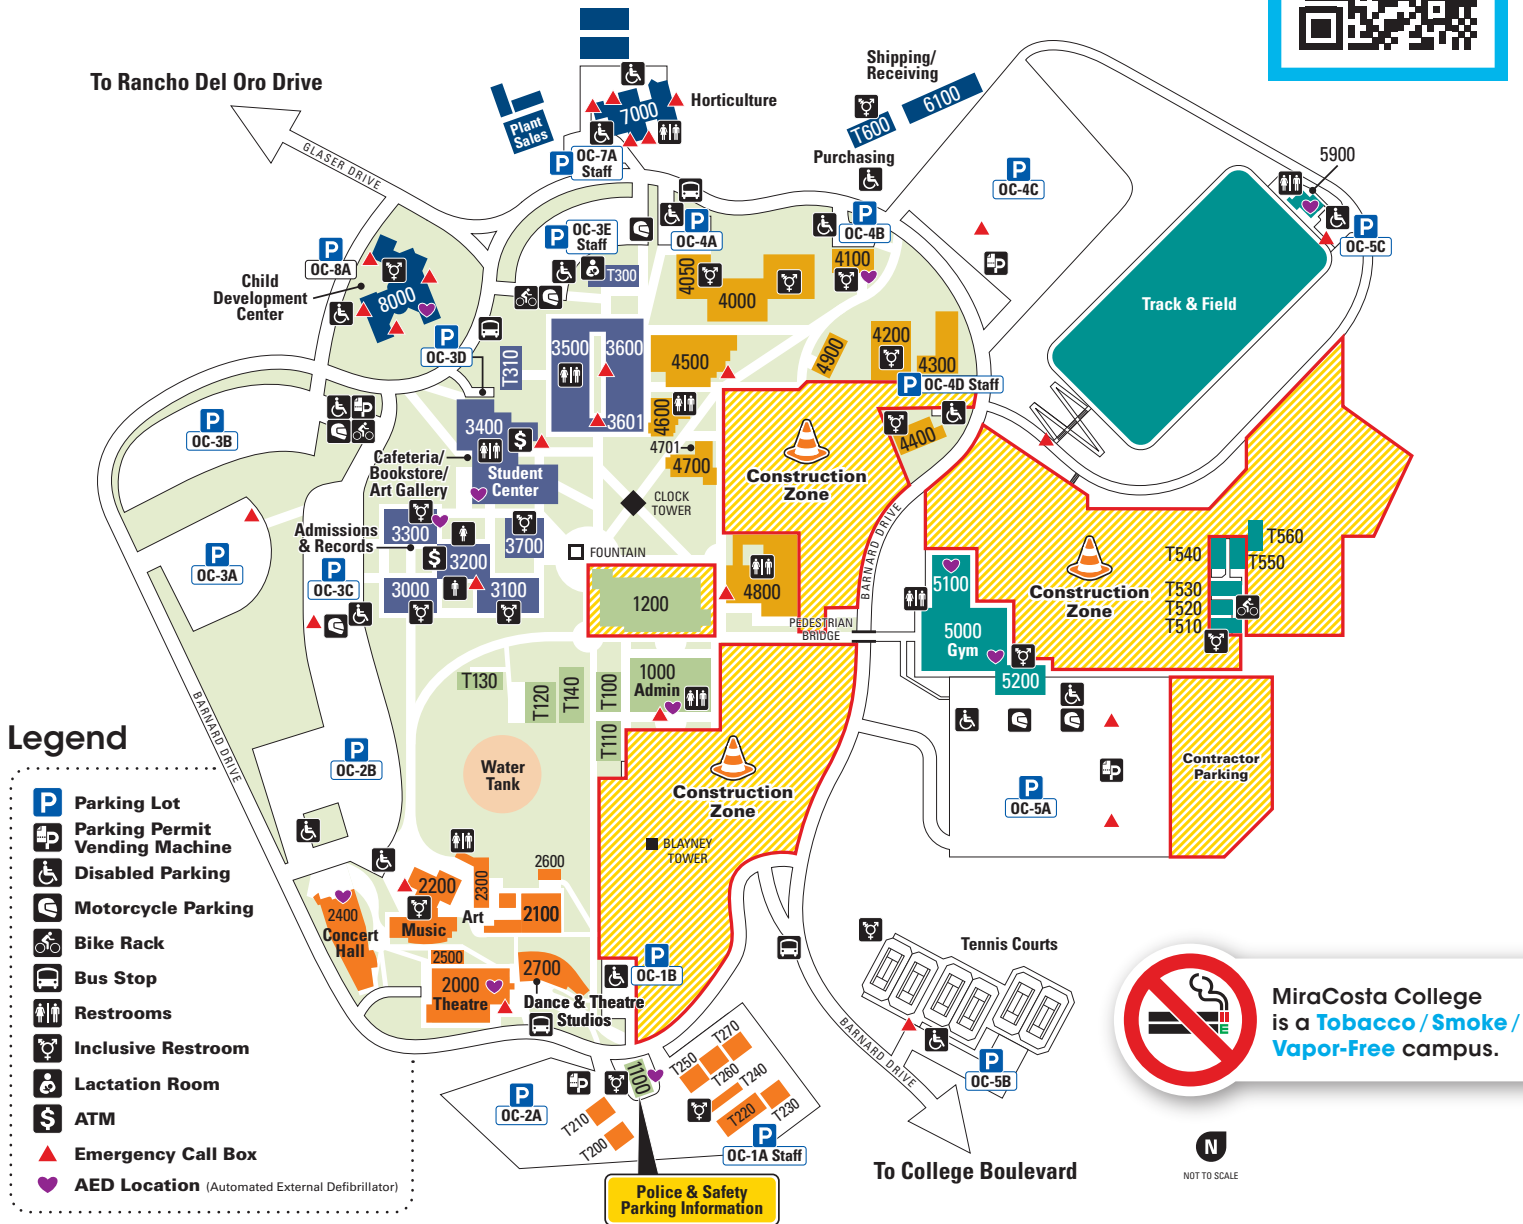 To Rancho Del Oro Drive
GLASER DRIVE
Plant
Sales
7000
Horticulture
OC-7A
Staff
Shipping/
Receiving
6100
T600
Purchasing
5900
P
OC-4C
P
OC-5C
Track & Field
P
OC-8A
Child
Development
Center
8000
P
OC-3E
Staff
P
OC-4A
P
OC-4B
T300
4050
4000
4100
P
OC-3D
T310
3500
3600
3601
4500
4900
4200
4300
P
OC-4D Staff
4400
P
OC-3B
3400
Cafeteria/
Bookstore/
Art Gallery
Student
Center
4600
4701
4700
CLOCK
TOWER
Construction
Zone
Admissions
& Records
3300
3200
3700
3000
3100
FOUNTAIN
1200
4800
P
OC-3A
P
OC-3C
BARNARD DRIVE
PEDESTRIAN
BRIDGE
5100
5000
Gym
5200
Construction
Zone
T540
T560
T550
T530
T520
T510
T130
T120
T140
T100
T110
1000
Admin
Water
Tank
Construction
Zone
BLAYNEY
TOWER
P
OC-2B
BARNARD DRIVE
P
OC-5A
Contractor
Parking
2400
Concert
Hall
2200
Music
2300
Art
2600
2100
2500
2000
Theatre
2700
Dance & Theatre
Studios
P
OC-1B
Tennis Courts
BARNARD DRIVE
P
OC-5B
To College Boulevard
P
OC-2A
T210
T200
1100
T250
T270
T260
T240
T220
T230
P
OC-1A Staff
Police & Safety
Parking Information
Legend
P Parking Lot
Parking Permit
Vending Machine
Disabled Parking
Motorcycle Parking
Bike Rack
Bus Stop
Restrooms
Inclusive Restroom
Lactation Room
$ ATM
Emergency Call Box
AED Location (Automated External Defibrillator)
MiraCosta College
is a Tobacco/Smoke/
Vapor-Free campus.
N
NOT TO SCALE